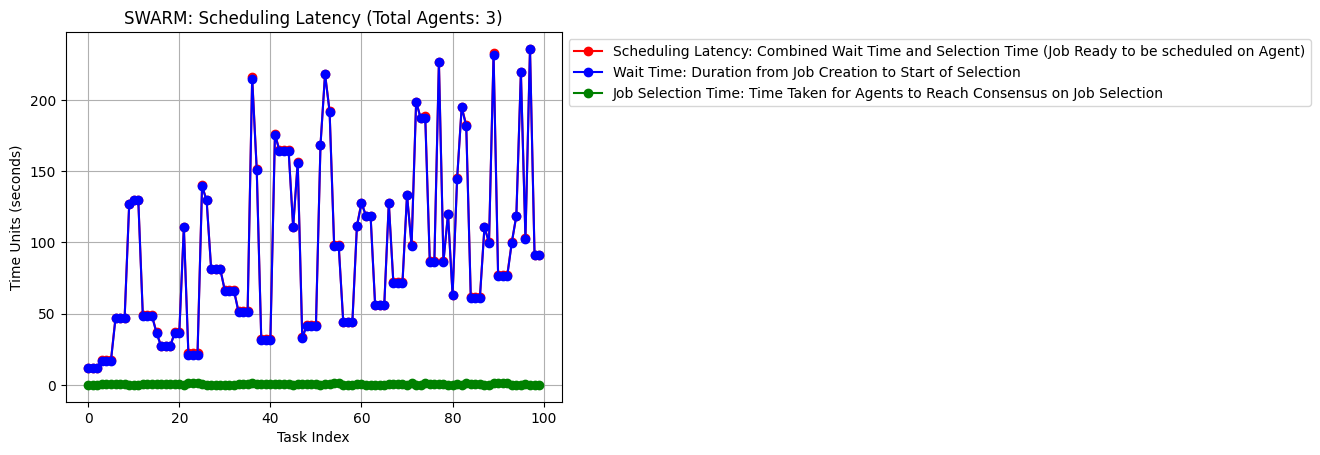 SWARM: Scheduling Latency (Total Agents: 3)
Scheduling Latency: Combined Wait Time and Selection Time (Job Ready to be scheduled on Agent)
Wait Time: Duration from Job Creation to Start of Selection
Job Selection Time: Time Taken for Agents to Reach Consensus on Job Selection
Time Units (seconds)
200
150
100
50
0
0 20 40 60 80 100
Task Index